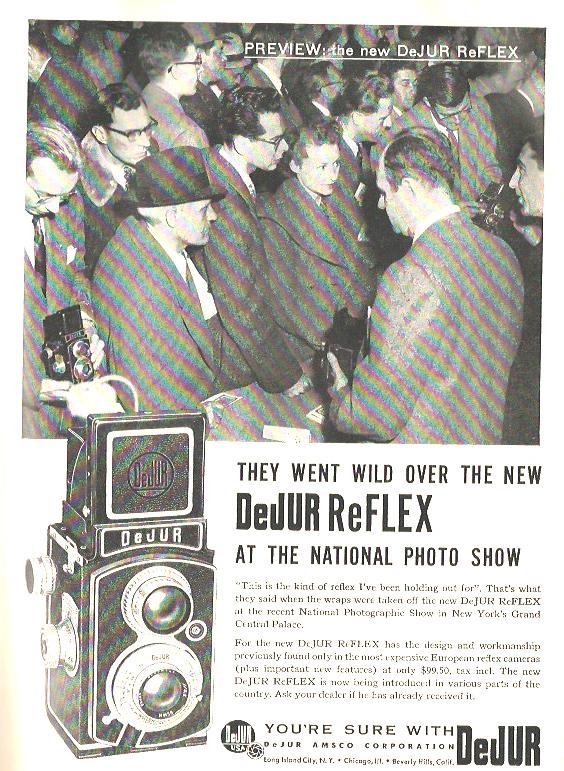 PREVIEW: the new DeJUR ReFLEX
DeJUR
DeJUR
THEY WENT WILD OVER THE NEW
DeJUR ReFLEX
AT THE NATIONAL PHOTO SHOW
"This is the kind of reflex I've been holding out for". That's what
they said when the wraps were taken off the new DeJUR ReFLEX
at the recent National Photographic Show in New York's Grand
Central Palace.
For the new DeJUR ReFLEX has the design and workmanship
previously found only in the most expensive European reflex cameras
(plus important new features) at only $99.50, tax incl. The new
DeJUR ReFLEX is now being introduced in various parts of the
country. Ask your dealer if he has already received it.
DeJUR
USA
YOU'RE SURE WITH
DeJUR AMSCO CORPORATION
Long Island City, N. Y. • Chicago, Ill. • Beverly Hills, Calif.
DeJUR